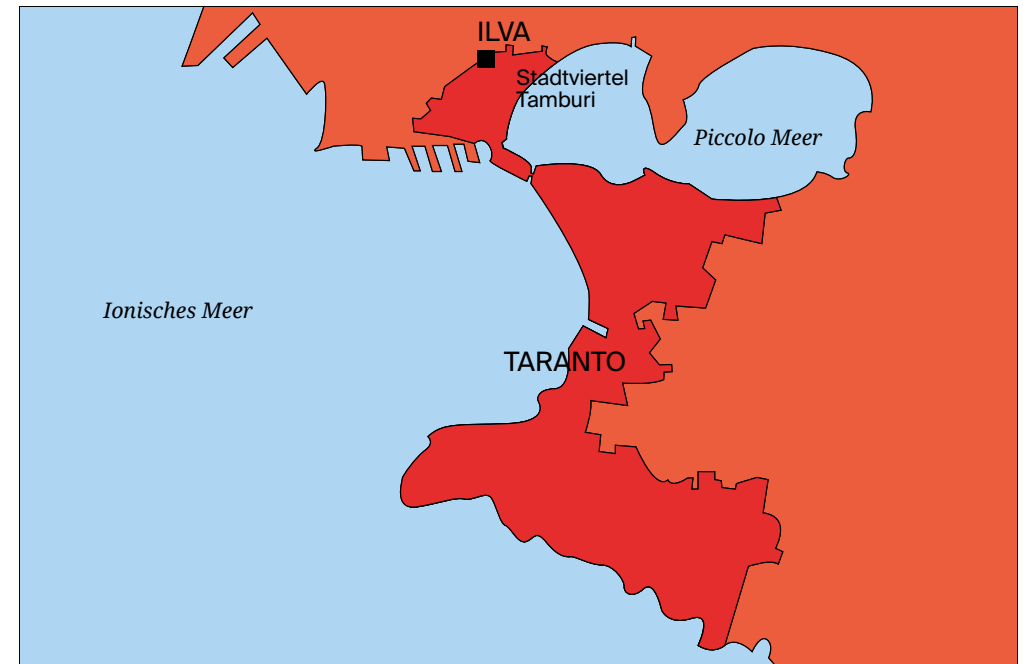 ILVA
Stadtviertel
Tamburi
Piccolo Meer
Ionisches Meer
TARANTO